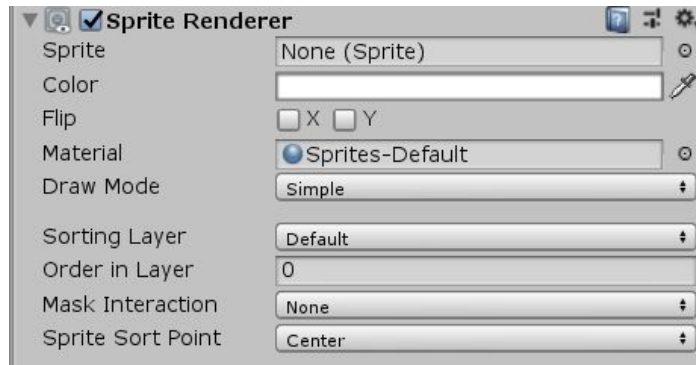 Sprite Renderer
Sprite None (Sprite)
Color
Flip X Y
Material Sprites-Default
Draw Mode Simple
Sorting Layer Default
Order in Layer 0
Mask Interaction None
Sprite Sort Point Center